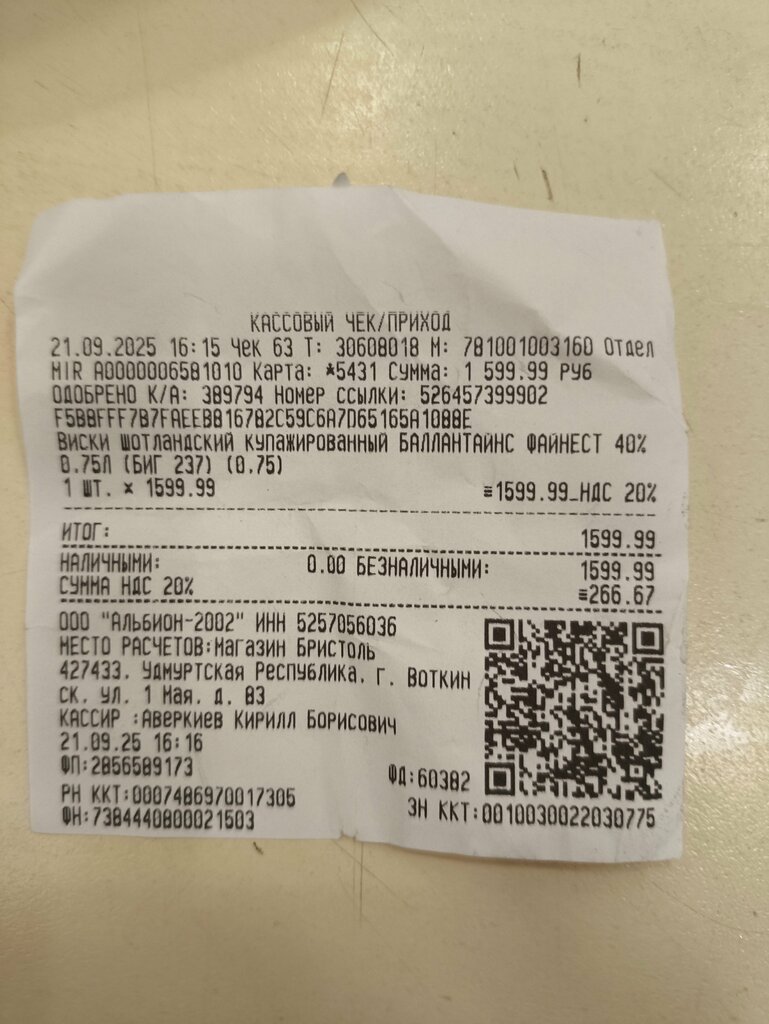 КАССОВЫЙ ЧЕК/ПРИХОД
21.09.2025 16:15 Чек 63 Т: 30608018 М: 781001003160 Отдел
MIR A0000006581010 Карта: *5431 Сумма: 1 599.99 Руб
ОДОБРЕНО К/А: 389794 Номер ссылки: 526457399902
F5B8FFF7B7FAEEBB16782C59C6A7D65165A1088E
Виски шотландский купажированный БАЛЛАНТАЙНС ФАЙНЕСТ 40%
0.75Л (БИГ 237) (0.75)
1 ШТ. × 1599.99 ≡1599.99_НДС 20%
ИТОГ: 1599.99
НАЛИЧНЫМИ: 0.00 БЕЗНАЛИЧНЫМИ: 1599.99
СУММА НДС 20% ≡266.67
ООО "Альбион-2002" ИНН 5257056036
МЕСТО РАСЧЕТОВ:Магазин Бристоль
427433, Удмуртская Республика, г. Воткин
ск, ул. 1 Мая, д. 83
КАССИР :Аверкиев Кирилл Борисович
21.09.25 16:16
ФП:2856589173 ФД:60382
РН ККТ:0007486970017305 ЗН ККТ:0010030022030775
ФН:7384440800021503